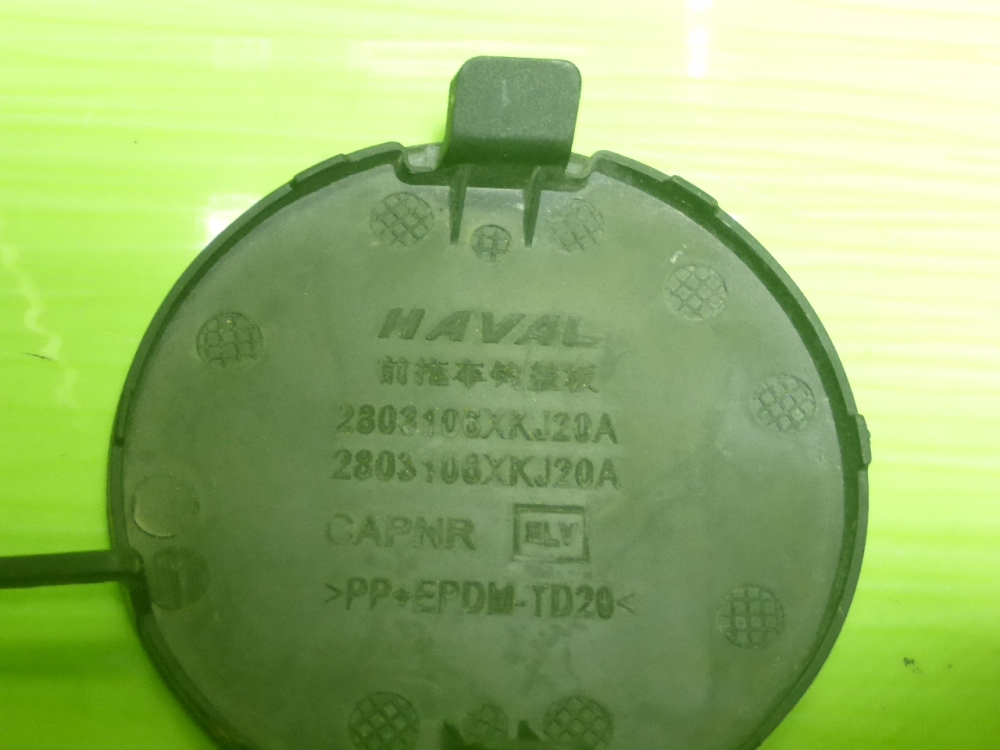 HAVAL
前拖车钩盖板
2803106XKJ20A
2803106XKJ20A
CAPNR ELV
>PP+EPDM-TD20<